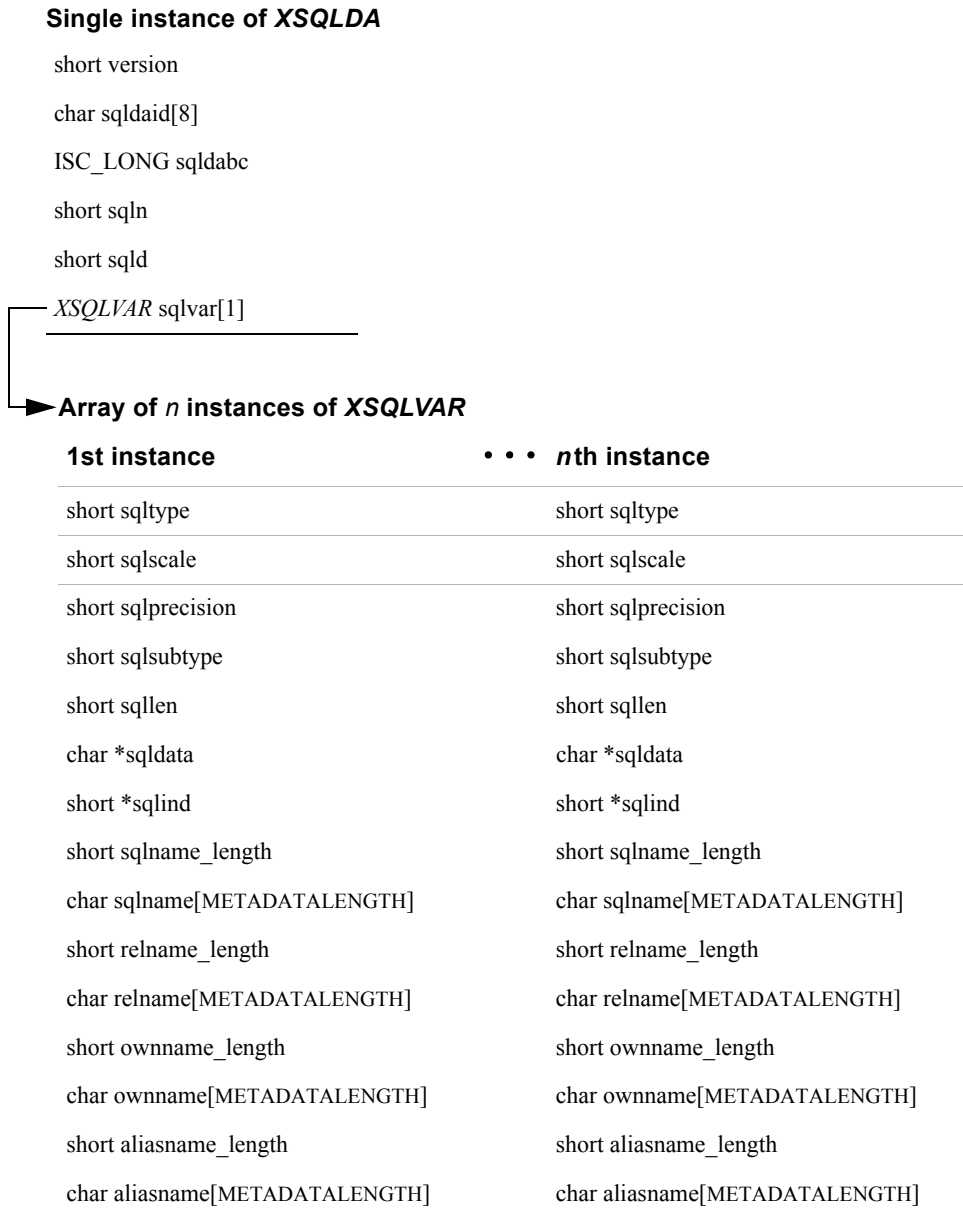 Single instance of XSQLDA
short version
char sqldaid[8]
ISC_LONG sqldabc
short sqln
short sqld
XSQLVAR sqlvar[1]
Array of n instances of XSQLVAR
1st instance • • • nth instance
short sqltype short sqltype
short sqlscale short sqlscale
short sqlprecision short sqlprecision
short sqlsubtype short sqlsubtype
short sqllen short sqllen
char *sqldata char *sqldata
short *sqlind short *sqlind
short sqlname_length short sqlname_length
char sqlname[METADATALENGTH] char sqlname[METADATALENGTH]
short relname_length short relname_length
char relname[METADATALENGTH] char relname[METADATALENGTH]
short ownname_length short ownname_length
char ownname[METADATALENGTH] char ownname[METADATALENGTH]
short aliasname_length short aliasname_length
char aliasname[METADATALENGTH] char aliasname[METADATALENGTH]